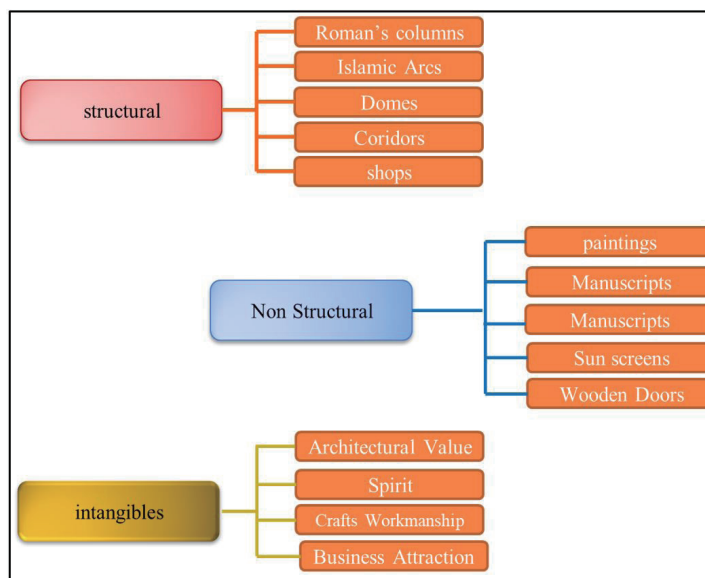 structural
Roman's columns
Islamic Arcs
Domes
Coridors
shops
Non Structural
paintings
Manuscripts
Manuscripts
Sun screens
Wooden Doors
intangibles
Architectural Value
Spirit
Crafts Workmanship
Business Attraction